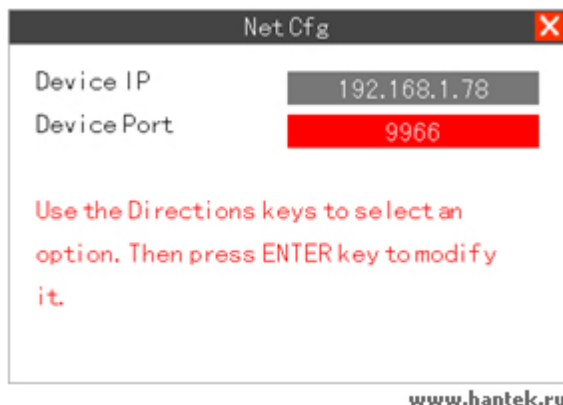 Net Cfg
Device IP 192.168.1.78
Device Port 9966
Use the Directions keys to select an
option. Then press ENTER key to modify
it.
www.hantek.ru